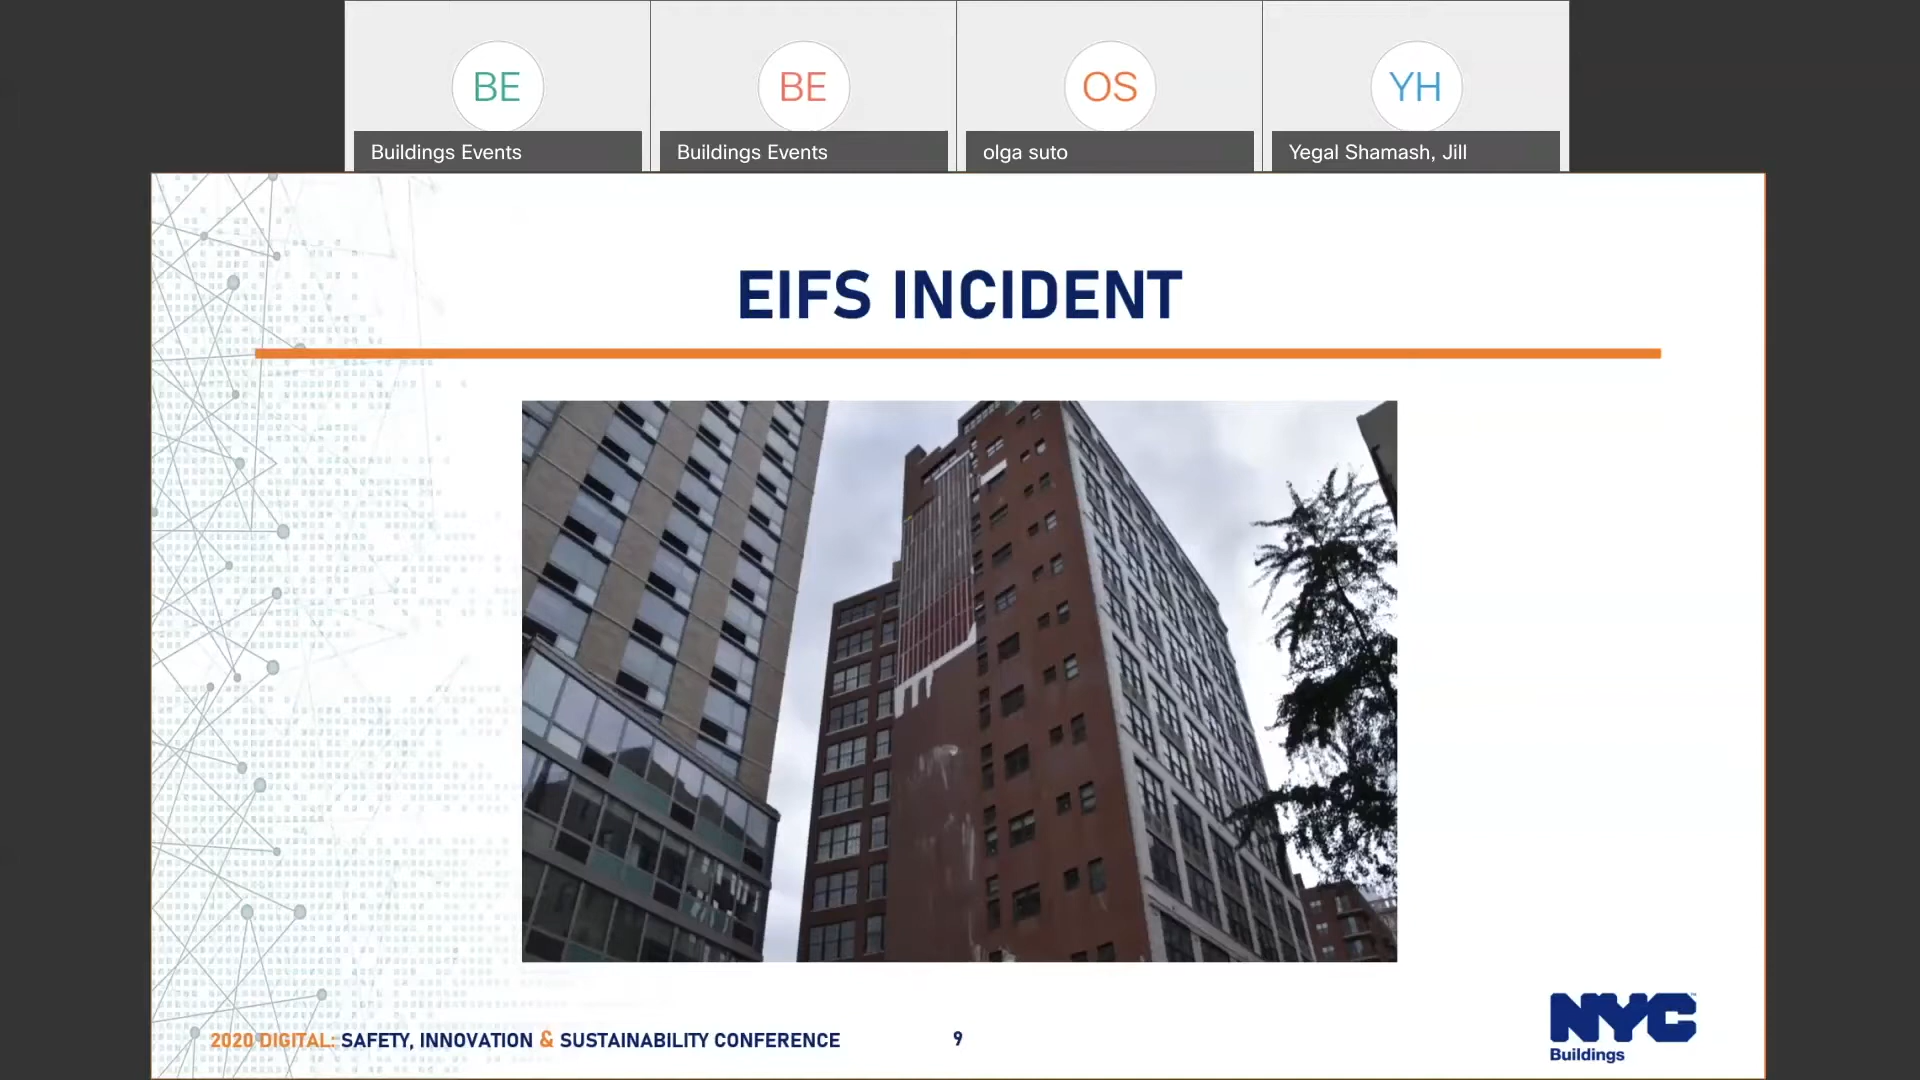 BE
BE
OS
YH
Buildings Events
Buildings Events
olga suto
Yegal Shamash, Jill
EIFS INCIDENT
2020 DIGITAL: SAFETY, INNOVATION & SUSTAINABILITY CONFERENCE
9
NYC
Buildings